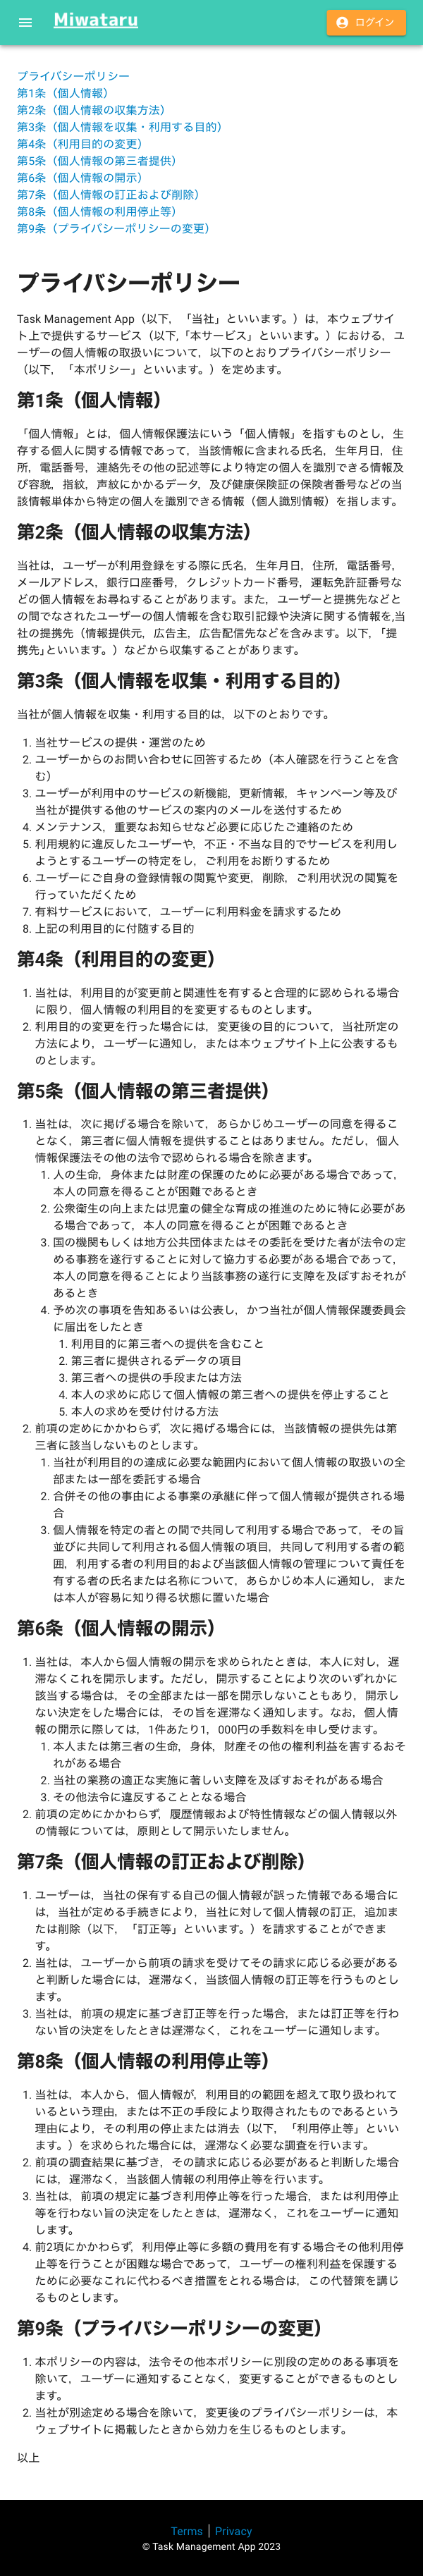 Miwataru
ログイン
プライバシーポリシー
第1条（個人情報）
第2条（個人情報の収集方法）
第3条（個人情報を収集・利用する目的）
第4条（利用目的の変更）
第5条（個人情報の第三者提供）
第6条（個人情報の開示）
第7条（個人情報の訂正および削除）
第8条（個人情報の利用停止等）
第9条（プライバシーポリシーの変更）
プライバシーポリシー
Task Management App（以下，「当社」といいます。）は，本ウェブサイ
ト上で提供するサービス（以下,「本サービス」といいます。）における，ユ
ーザーの個人情報の取扱いについて，以下のとおりプライバシーポリシー
（以下，「本ポリシー」といいます。）を定めます。
第1条（個人情報）
「個人情報」とは，個人情報保護法にいう「個人情報」を指すものとし，生
存する個人に関する情報であって，当該情報に含まれる氏名，生年月日，住
所，電話番号，連絡先その他の記述等により特定の個人を識別できる情報及
び容貌，指紋，声紋にかかるデータ，及び健康保険証の保険者番号などの当
該情報単体から特定の個人を識別できる情報（個人識別情報）を指します。
第2条（個人情報の収集方法）
当社は，ユーザーが利用登録をする際に氏名，生年月日，住所，電話番号，
メールアドレス，銀行口座番号，クレジットカード番号，運転免許証番号な
どの個人情報をお尋ねすることがあります。また，ユーザーと提携先などと
の間でなされたユーザーの個人情報を含む取引記録や決済に関する情報を,当
社の提携先（情報提供元，広告主，広告配信先などを含みます。以下，｢提
携先｣といいます。）などから収集することがあります。
第3条（個人情報を収集・利用する目的）
当社が個人情報を収集・利用する目的は，以下のとおりです。
1. 当社サービスの提供・運営のため
2. ユーザーからのお問い合わせに回答するため（本人確認を行うことを含
む）
3. ユーザーが利用中のサービスの新機能，更新情報，キャンペーン等及び
当社が提供する他のサービスの案内のメールを送付するため
4. メンテナンス，重要なお知らせなど必要に応じたご連絡のため
5. 利用規約に違反したユーザーや，不正・不当な目的でサービスを利用し
ようとするユーザーの特定をし，ご利用をお断りするため
6. ユーザーにご自身の登録情報の閲覧や変更，削除，ご利用状況の閲覧を
行っていただくため
7. 有料サービスにおいて，ユーザーに利用料金を請求するため
8. 上記の利用目的に付随する目的
第4条（利用目的の変更）
1. 当社は，利用目的が変更前と関連性を有すると合理的に認められる場合
に限り，個人情報の利用目的を変更するものとします。
2. 利用目的の変更を行った場合には，変更後の目的について，当社所定の
方法により，ユーザーに通知し，または本ウェブサイト上に公表するも
のとします。
第5条（個人情報の第三者提供）
1. 当社は，次に掲げる場合を除いて，あらかじめユーザーの同意を得るこ
となく，第三者に個人情報を提供することはありません。ただし，個人
情報保護法その他の法令で認められる場合を除きます。
1. 人の生命，身体または財産の保護のために必要がある場合であって，
本人の同意を得ることが困難であるとき
2. 公衆衛生の向上または児童の健全な育成の推進のために特に必要があ
る場合であって，本人の同意を得ることが困難であるとき
3. 国の機関もしくは地方公共団体またはその委託を受けた者が法令の定
める事務を遂行することに対して協力する必要がある場合であって，
本人の同意を得ることにより当該事務の遂行に支障を及ぼすおそれが
あるとき
4. 予め次の事項を告知あるいは公表し，かつ当社が個人情報保護委員会
に届出をしたとき
1. 利用目的に第三者への提供を含むこと
2. 第三者に提供されるデータの項目
3. 第三者への提供の手段または方法
4. 本人の求めに応じて個人情報の第三者への提供を停止すること
5. 本人の求めを受け付ける方法
2. 前項の定めにかかわらず，次に掲げる場合には，当該情報の提供先は第
三者に該当しないものとします。
1. 当社が利用目的の達成に必要な範囲内において個人情報の取扱いの全
部または一部を委託する場合
2. 合併その他の事由による事業の承継に伴って個人情報が提供される場
合
3. 個人情報を特定の者との間で共同して利用する場合であって，その旨
並びに共同して利用される個人情報の項目，共同して利用する者の範
囲，利用する者の利用目的および当該個人情報の管理について責任を
有する者の氏名または名称について，あらかじめ本人に通知し，また
は本人が容易に知り得る状態に置いた場合
第6条（個人情報の開示）
1. 当社は，本人から個人情報の開示を求められたときは，本人に対し，遅
滞なくこれを開示します。ただし，開示することにより次のいずれかに
該当する場合は，その全部または一部を開示しないこともあり，開示し
ない決定をした場合には，その旨を遅滞なく通知します。なお，個人情
報の開示に際しては，1件あたり1，000円の手数料を申し受けます。
1. 本人または第三者の生命，身体，財産その他の権利利益を害するおそ
れがある場合
2. 当社の業務の適正な実施に著しい支障を及ぼすおそれがある場合
3. その他法令に違反することとなる場合
2. 前項の定めにかかわらず，履歴情報および特性情報などの個人情報以外
の情報については，原則として開示いたしません。
第7条（個人情報の訂正および削除）
1. ユーザーは，当社の保有する自己の個人情報が誤った情報である場合に
は，当社が定める手続きにより，当社に対して個人情報の訂正，追加ま
たは削除（以下，「訂正等」といいます。）を請求することができま
す。
2. 当社は，ユーザーから前項の請求を受けてその請求に応じる必要がある
と判断した場合には，遅滞なく，当該個人情報の訂正等を行うものとし
ます。
3. 当社は，前項の規定に基づき訂正等を行った場合，または訂正等を行わ
ない旨の決定をしたときは遅滞なく，これをユーザーに通知します。
第8条（個人情報の利用停止等）
1. 当社は，本人から，個人情報が，利用目的の範囲を超えて取り扱われて
いるという理由，または不正の手段により取得されたものであるという
理由により，その利用の停止または消去（以下，「利用停止等」といい
ます。）を求められた場合には，遅滞なく必要な調査を行います。
2. 前項の調査結果に基づき，その請求に応じる必要があると判断した場合
には，遅滞なく，当該個人情報の利用停止等を行います。
3. 当社は，前項の規定に基づき利用停止等を行った場合，または利用停止
等を行わない旨の決定をしたときは，遅滞なく，これをユーザーに通知
します。
4. 前2項にかかわらず，利用停止等に多額の費用を有する場合その他利用停
止等を行うことが困難な場合であって，ユーザーの権利利益を保護する
ために必要なこれに代わるべき措置をとれる場合は，この代替策を講じ
るものとします。
第9条（プライバシーポリシーの変更）
1. 本ポリシーの内容は，法令その他本ポリシーに別段の定めのある事項を
除いて，ユーザーに通知することなく，変更することができるものとし
ます。
2. 当社が別途定める場合を除いて，変更後のプライバシーポリシーは，本
ウェブサイトに掲載したときから効力を生じるものとします。
以上
Terms | Privacy
© Task Management App 2023